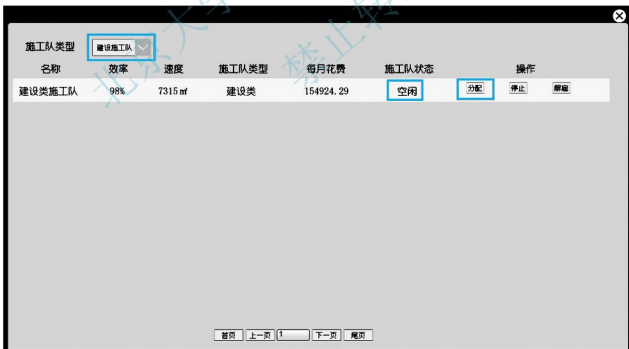 施工队类型 建设施工队
名称 效率 速度 施工队类型 每月花费 施工队状态 操作
建设类施工队 98% 7315㎡ 建设类 154924.29 空闲 分配 停止 解雇
首页 上一页 1 下一页 尾页